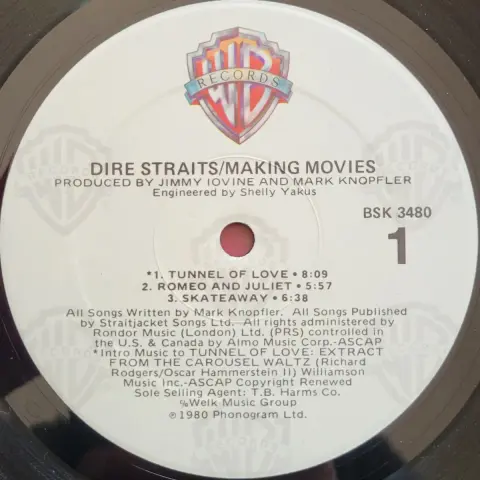 RECORDS
DIRE STRAITS/MAKING MOVIES
PRODUCED BY JIMMY IOVINE AND MARK KNOPFLER
Engineered by Shelly Yakus
BSK 3480
1
*1. TUNNEL OF LOVE • 8:09
2. ROMEO AND JULIET • 5:57
3. SKATEAWAY • 6:38
All Songs Written by Mark Knopfler. All Songs Published
by Straitjacket Songs Ltd. All rights administered by
Rondor Music (London) Ltd. (PRS) controlled in
the U.S. & Canada by Almo Music Corp.-ASCAP
*Intro Music to TUNNEL OF LOVE: EXTRACT
FROM THE CAROUSEL WALTZ (Richard
Rodgers/Oscar Hammerstein II) Williamson
Music Inc.-ASCAP Copyright Renewed
Sole Selling Agent: T.B. Harms Co.
%Welk Music Group
℗1980 Phonogram Ltd.